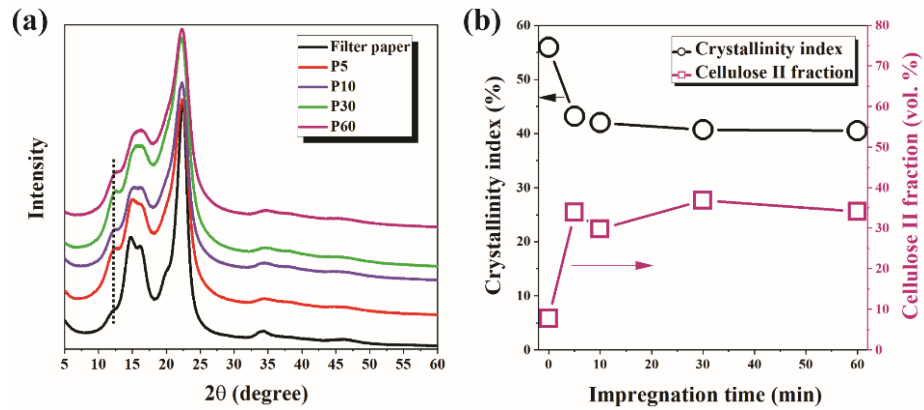 (a)
Filter paper
P5
P10
P30
P60
Intensity
5 10 15 20 25 30 35 40 45 50 55 60
2θ (degree)
(b)
Crystallinity index
Cellulose II fraction
Crystallinity index (%)
60
50
40
30
20
10
0
Cellulose II fraction (vol. %)
80
70
60
50
40
30
20
10
0
0 10 20 30 40 50 60
Impregnation time (min)